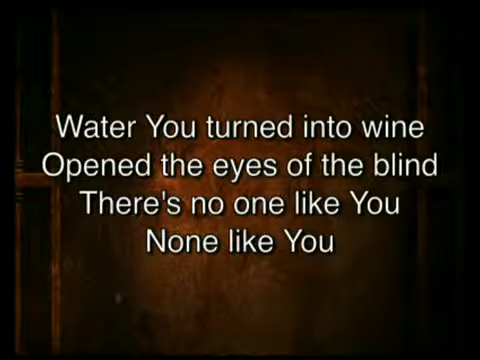 Water You turned into wine
Opened the eyes of the blind
There's no one like You
None like You